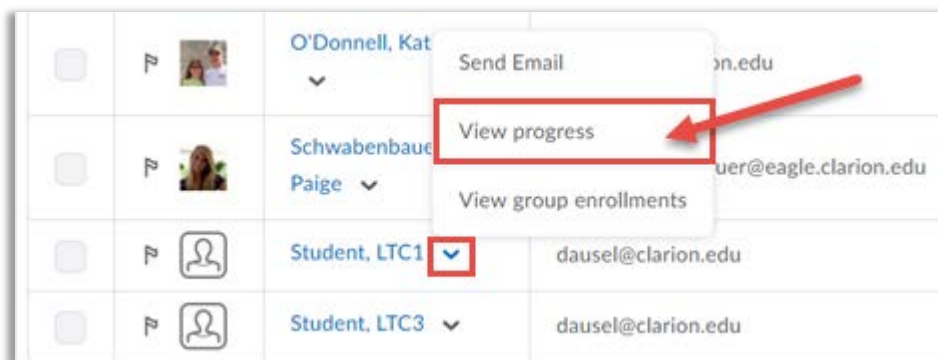 O'Donnell, Kat
Send Email
on.edu
View progress
Schwabenbaue
uer@eagle.clarion.edu
Paige
View group enrollments
Student, LTC1
dausel@clarion.edu
Student, LTC3
dausel@clarion.edu